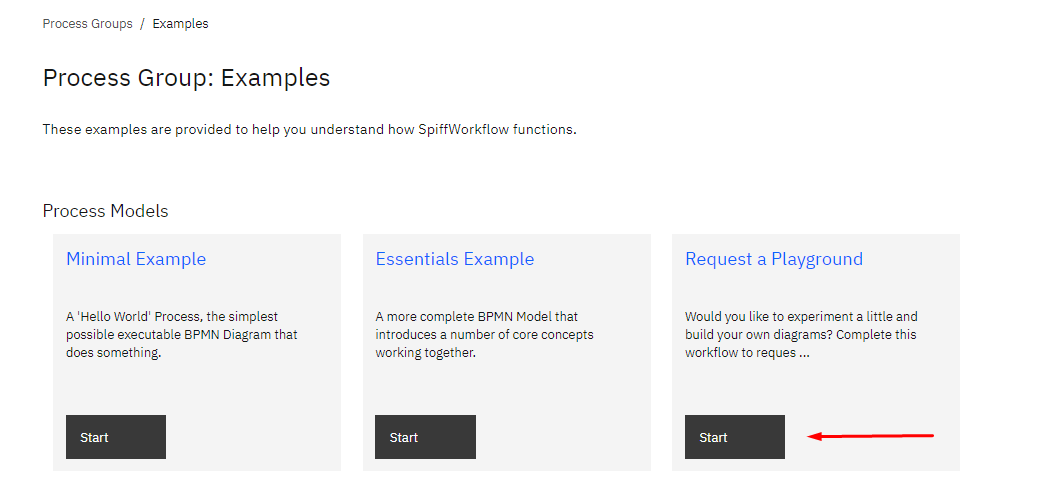 Process Groups / Examples
Process Group: Examples
These examples are provided to help you understand how SpiffWorkflow functions.
Process Models
Minimal Example
A 'Hello World' Process, the simplest
possible executable BPMN Diagram that
does something.
Start
Essentials Example
A more complete BPMN Model that
introduces a number of core concepts
working together.
Start
Request a Playground
Would you like to experiment a little and
build your own diagrams? Complete this
workflow to reques ...
Start